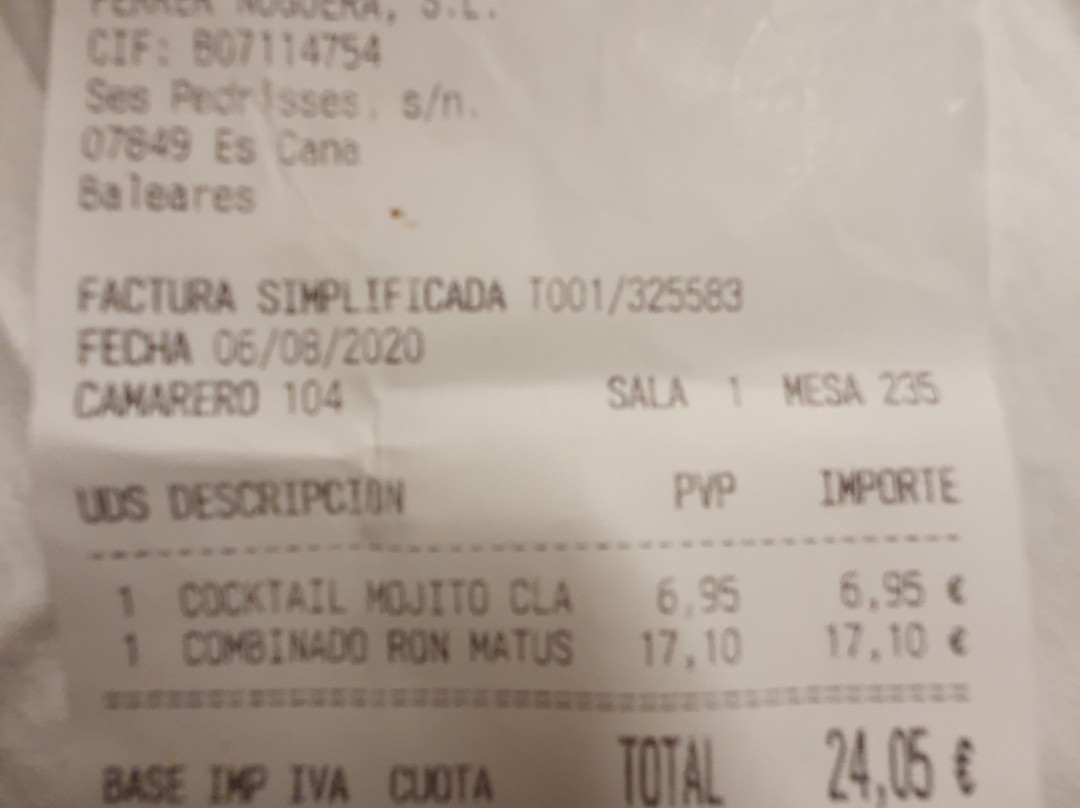 FERRER NOGUERA, S.L.
CIF: B07114754
Ses Pedrisses, s/n.
07849 Es Cana
Baleares
FACTURA SIMPLIFICADA T001/325583
FECHA 06/08/2020
CAMARERO 104 SALA 1 MESA 235
UDS DESCRIPCION PVP IMPORTE
1 COCKTAIL MOJITO CLA 6,95 6,95 €
1 COMBINADO RON MATUS 17,10 17,10 €
BASE IMP IVA CUOTA TOTAL 24,05 €